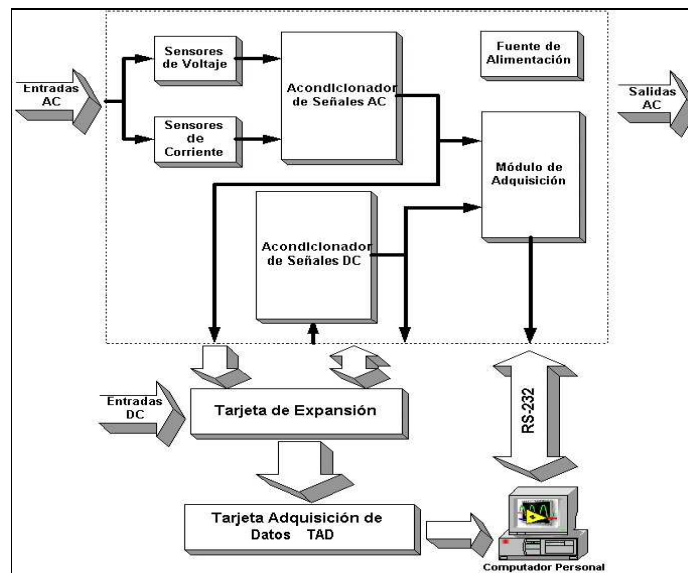 Sensores
de Voltaje
Fuente de
Alimentación
Entradas
AC
Acondicionador
de Señales AC
Salidas
AC
Sensores
de
Corriente
Módulo de
Adquisición
Acondicionador
de Señales DC
Entradas
DC
Tarjeta de Expansión
RS-232
Tarjeta Adquisición de
Datos TAD
Computador Personal